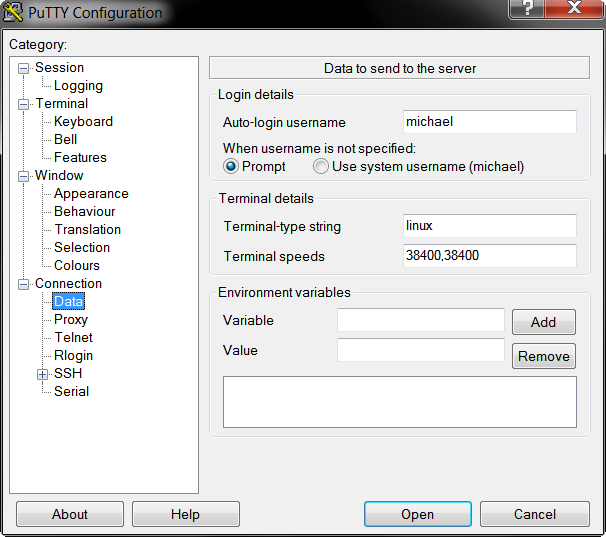 PuTTY Configuration
Category:
Session
Logging
Terminal
Keyboard
Bell
Features
Window
Appearance
Behaviour
Translation
Selection
Colours
Connection
Data
Proxy
Telnet
Rlogin
SSH
Serial
Data to send to the server
Login details
Auto-login username michael
When username is not specified:
Prompt Use system username (michael)
Terminal details
Terminal-type string linux
Terminal speeds 38400,38400
Environment variables
Variable Add
Value Remove
About Help Open Cancel